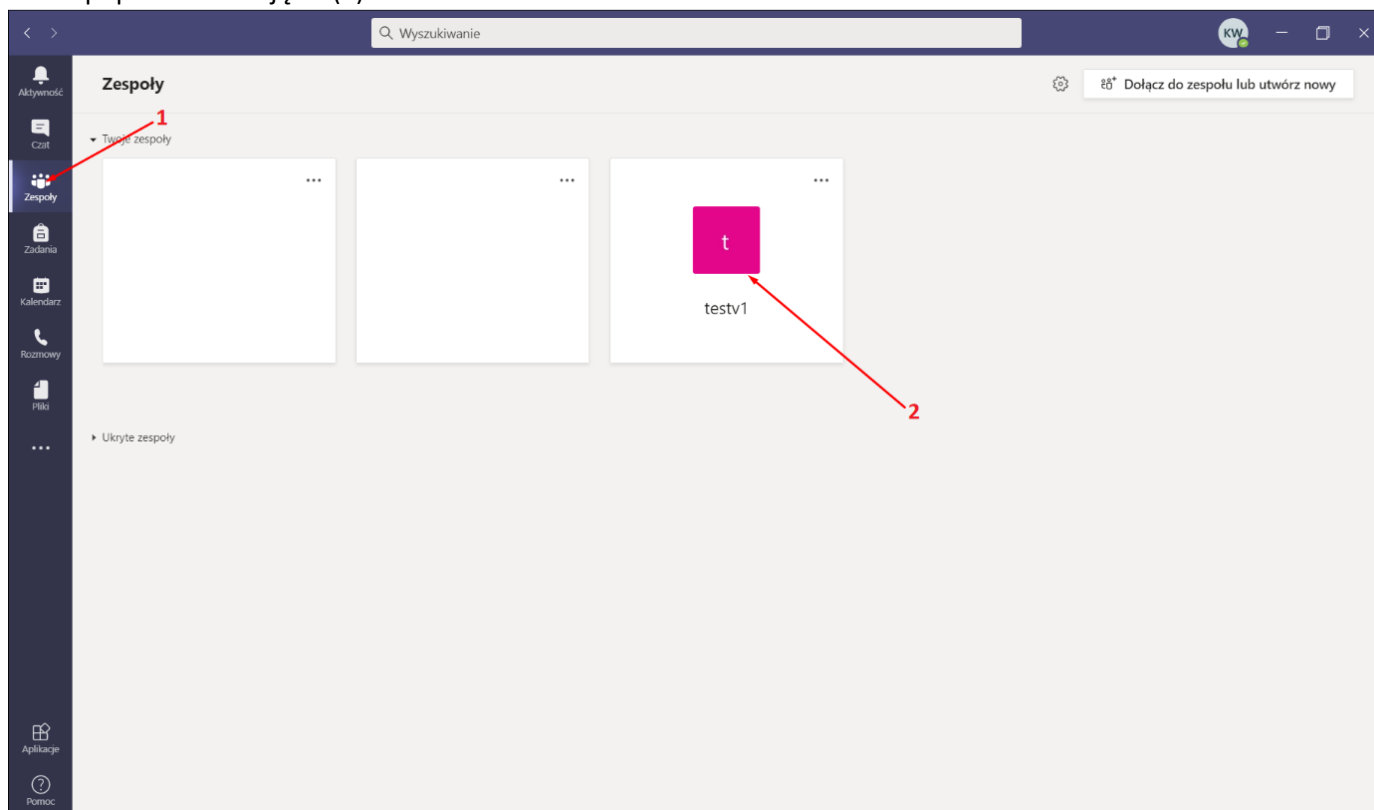 Wyszukiwanie
KW
Aktywność
Zespoły
Dołącz do zespołu lub utwórz nowy
1
Czat
Twoje zespoły
Zespoły
t
Zadania
Kalendarz
testv1
Rozmowy
Pliki
2
Ukryte zespoły
Aplikacje
Pomoc